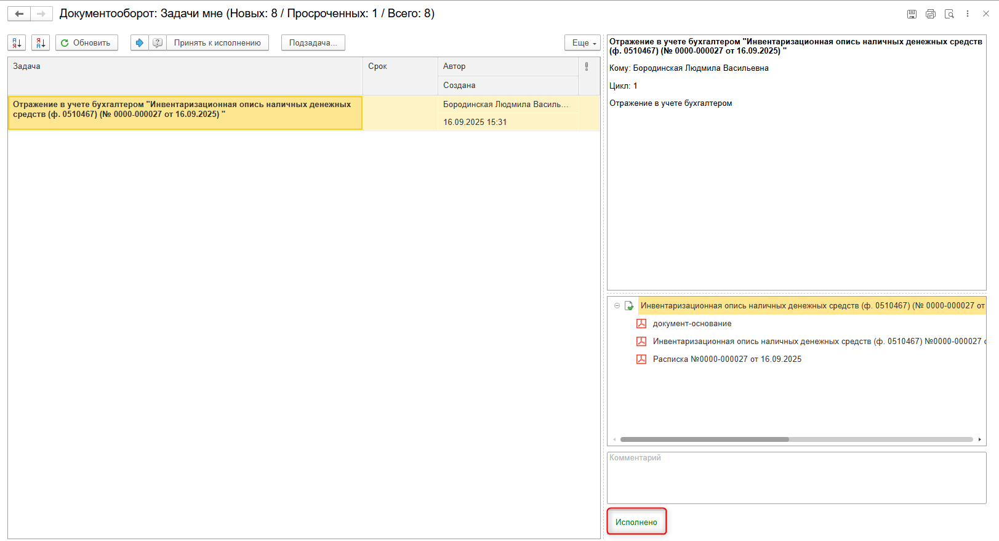 Документооборот: Задачи мне (Новых: 8 / Просроченных: 1 / Всего: 8)
Обновить
Принять к исполнению
Подзадача...
Еще
Задача
Срок
Автор
Создана
Отражение в учете бухгалтером "Инвентаризационная опись наличных денежных
средств (ф. 0510467) (№ 0000-000027 от 16.09.2025) "
Бородинская Людмила Василь...
16.09.2025 15:31
Отражение в учете бухгалтером "Инвентаризационная опись наличных денежных средств
(ф. 0510467) (№ 0000-000027 от 16.09.2025) "
Кому: Бородинская Людмила Васильевна
Цикл: 1
Отражение в учете бухгалтером
Инвентаризационная опись наличных денежных средств (ф. 0510467) (№ 0000-000027 от
документ-основание
Инвентаризационная опись наличных денежных средств (ф. 0510467) №0000-000027
Расписка №0000-000027 от 16.09.2025
Комментарий
Исполнено